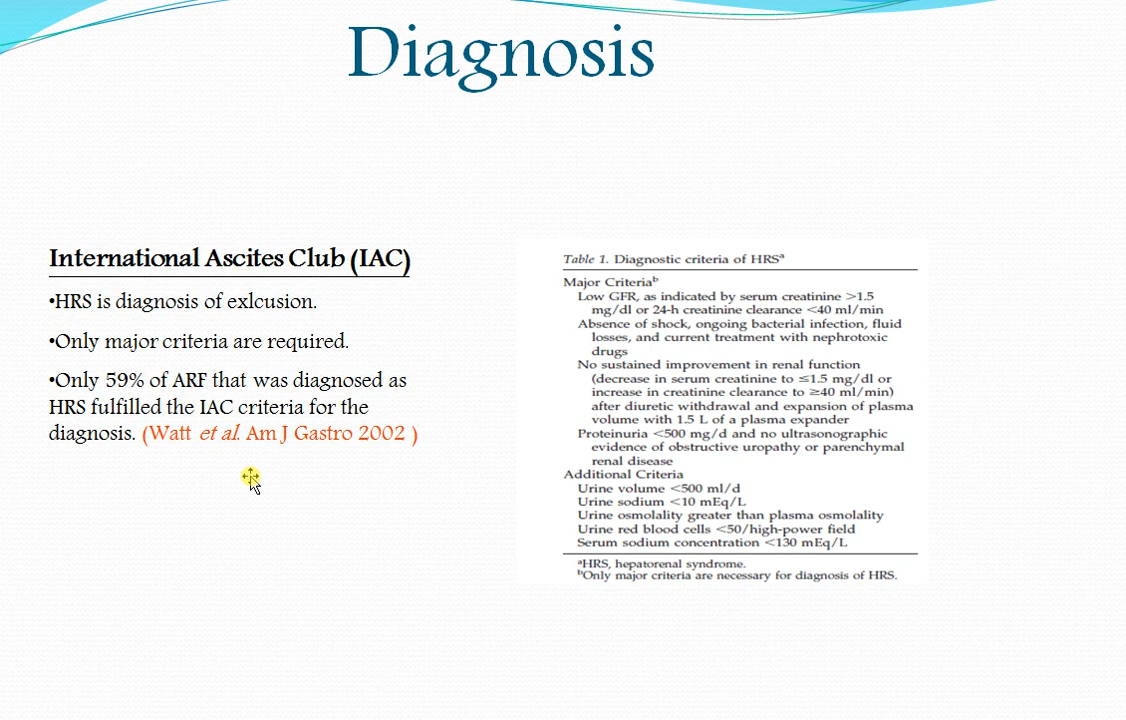 Diagnosis
International Ascites Club (IAC)
•HRS is diagnosis of exlcusion.
•Only major criteria are required.
•Only 59% of ARF that was diagnosed as
HRS fulfilled the IAC criteria for the
diagnosis. (Watt et al. Am J Gastro 2002 )
Table 1. Diagnostic criteria of HRSa
Major Criteriab
Low GFR, as indicated by serum creatinine >1.5
mg/dl or 24-h creatinine clearance <40 ml/min
Absence of shock, ongoing bacterial infection, fluid
losses, and current treatment with nephrotoxic
drugs
No sustained improvement in renal function
(decrease in serum creatinine to ≤1.5 mg/dl or
increase in creatinine clearance to ≥40 ml/min)
after diuretic withdrawal and expansion of plasma
volume with 1.5 L of a plasma expander
Proteinuria <500 mg/d and no ultrasonographic
evidence of obstructive uropathy or parenchymal
renal disease
Additional Criteria
Urine volume <500 ml/d
Urine sodium <10 mEq/L
Urine osmolality greater than plasma osmolality
Urine red blood cells <50/high-power field
Serum sodium concentration <130 mEq/L
aHRS, hepatorenal syndrome.
bOnly major criteria are necessary for diagnosis of HRS.